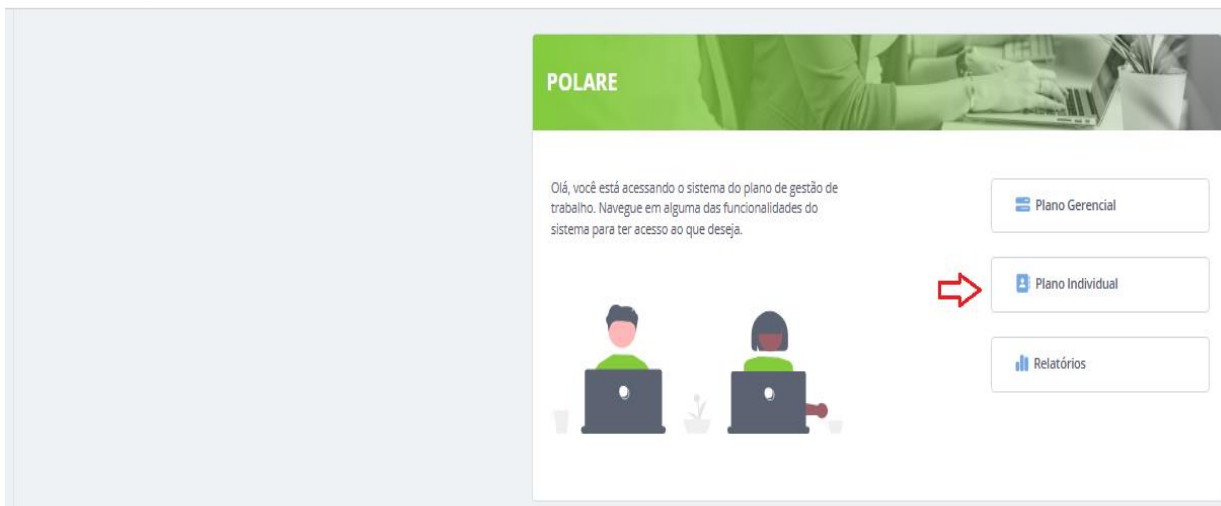 POLARE
Olá, você está acessando o sistema do plano de gestão de
trabalho. Navegue em alguma das funcionalidades do
sistema para ter acesso ao que deseja.
Plano Gerencial
Plano Individual
Relatórios